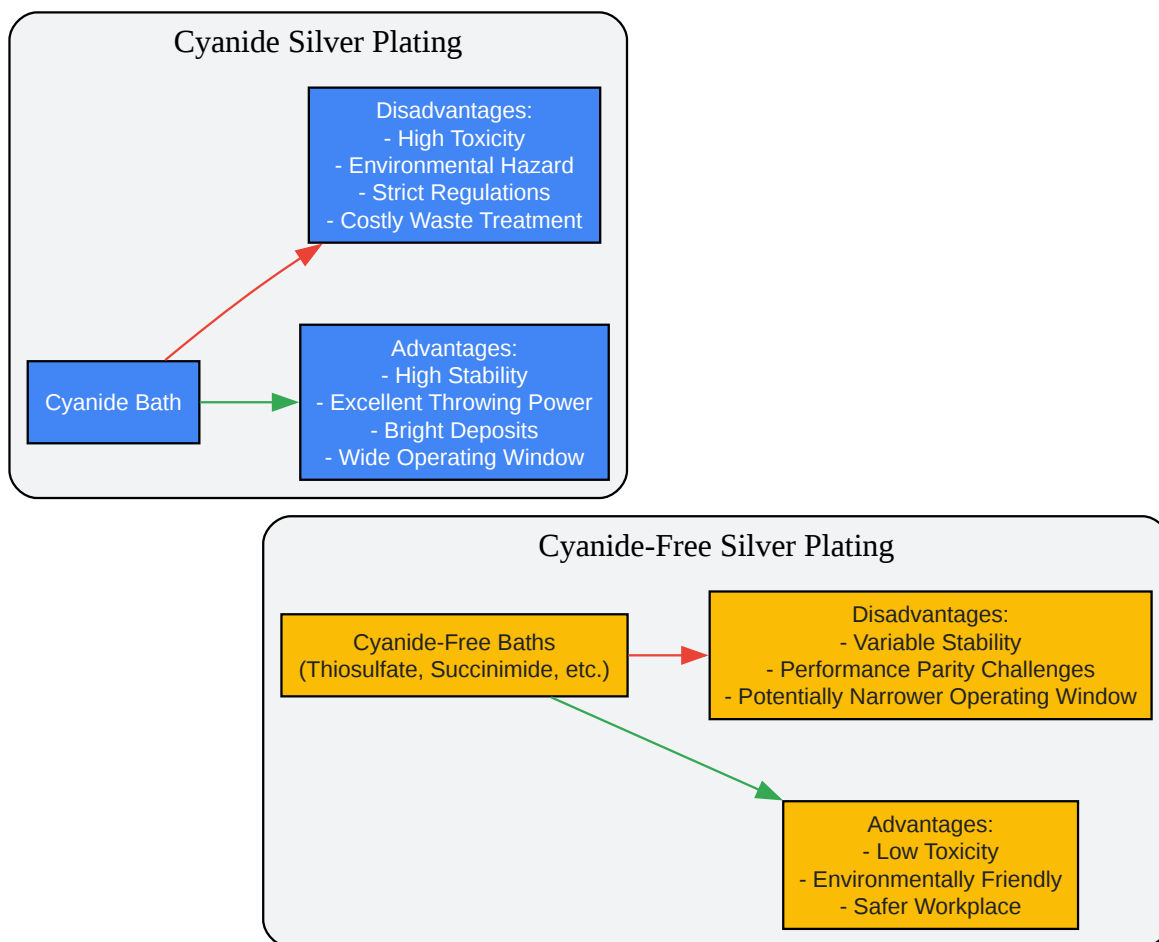 Cyanide Silver Plating
Disadvantages:
- High Toxicity
- Environmental Hazard
- Strict Regulations
- Costly Waste Treatment
Cyanide Bath
Advantages:
- High Stability
- Excellent Throwing Power
- Bright Deposits
- Wide Operating Window
Cyanide-Free Silver Plating
Cyanide-Free Baths
(Thiosulfate, Succinimide, etc.)
Disadvantages:
- Variable Stability
- Performance Parity Challenges
- Potentially Narrower Operating Window
Advantages:
- Low Toxicity
- Environmentally Friendly
- Safer Workplace